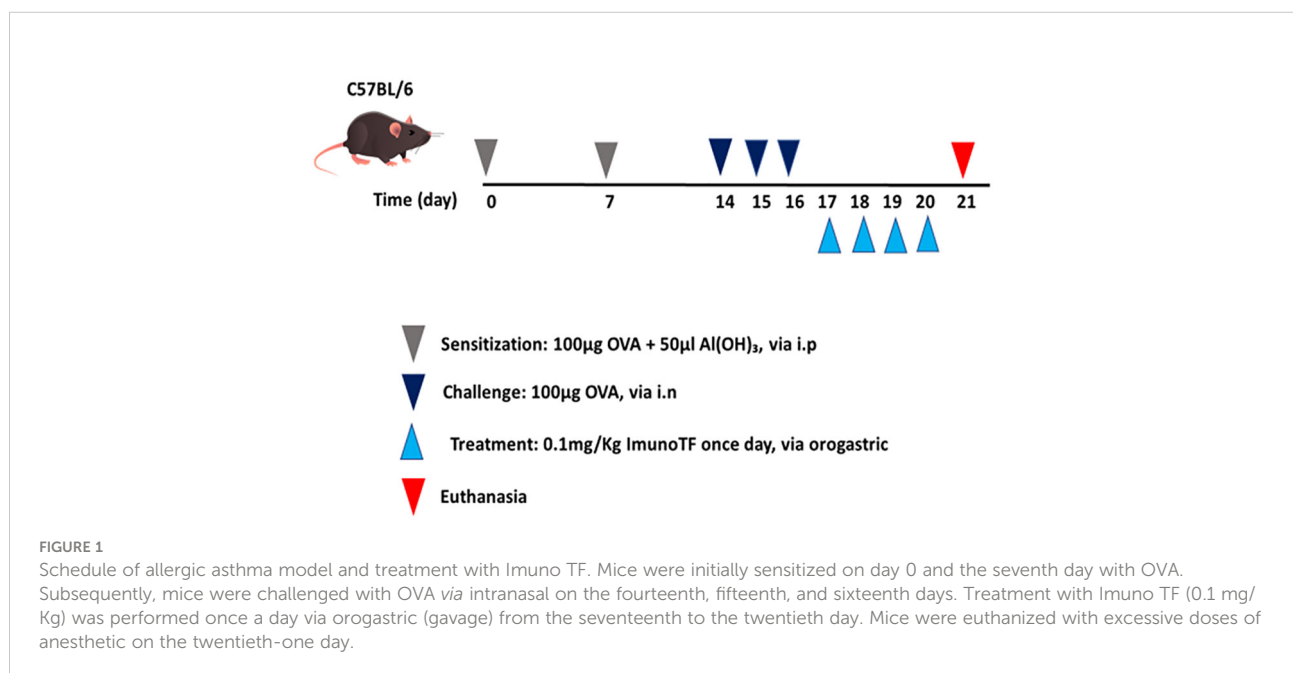 C57BL/6
Time (day) 0 7 14 15 16 17 18 19 20 21
Sensitization: 100µg OVA + 50µl Al(OH)₃, via i.p
Challenge: 100µg OVA, via i.n
Treatment: 0.1mg/Kg ImunoTF once day, via orogastric
Euthanasia
FIGURE 1
Schedule of allergic asthma model and treatment with Imuno TF. Mice were initially sensitized on day 0 and the seventh day with OVA.
Subsequently, mice were challenged with OVA via intranasal on the fourteenth, fifteenth, and sixteenth days. Treatment with Imuno TF (0.1 mg/
Kg) was performed once a day via orogastric (gavage) from the seventeenth to the twentieth day. Mice were euthanized with excessive doses of
anesthetic on the twentieth-one day.